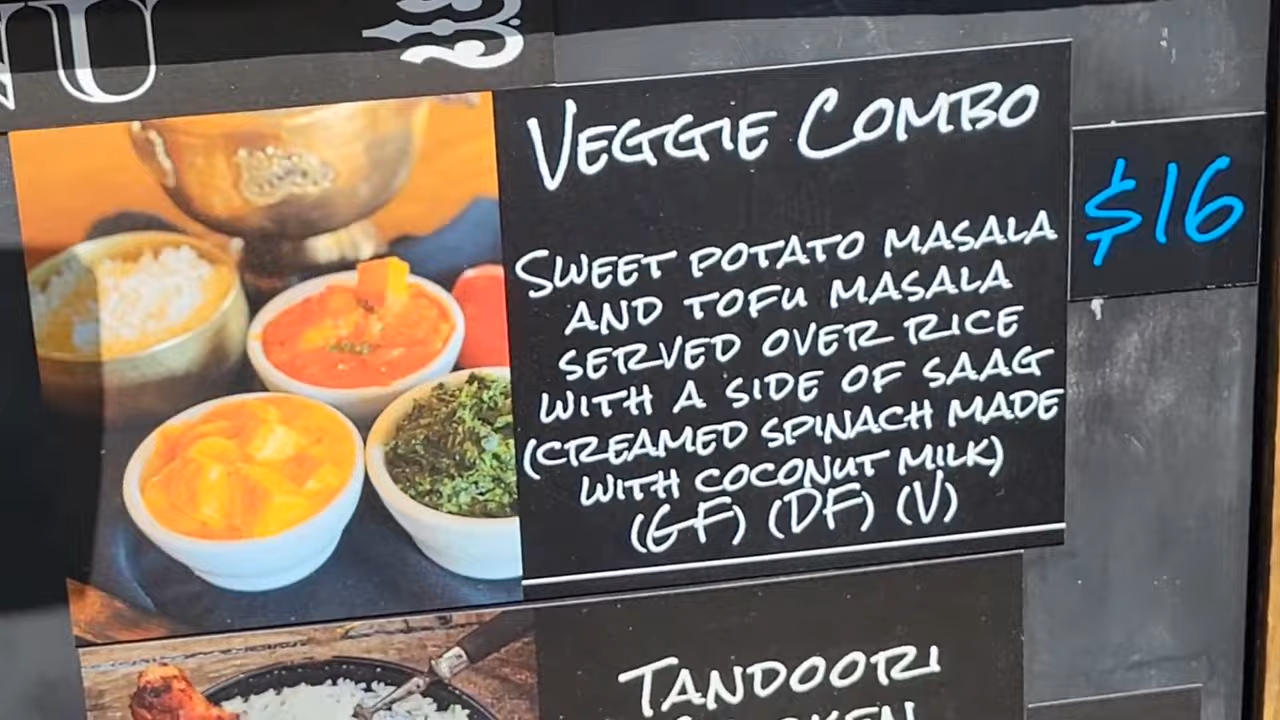 NU
VEGGIE COMBO
$16
SWEET POTATO MASALA
AND TOFU MASALA
SERVED OVER RICE
WITH A SIDE OF SAAG
(CREAMED SPINACH MADE
WITH COCONUT MILK)
(GF) (DF) (V)
TANDOORI